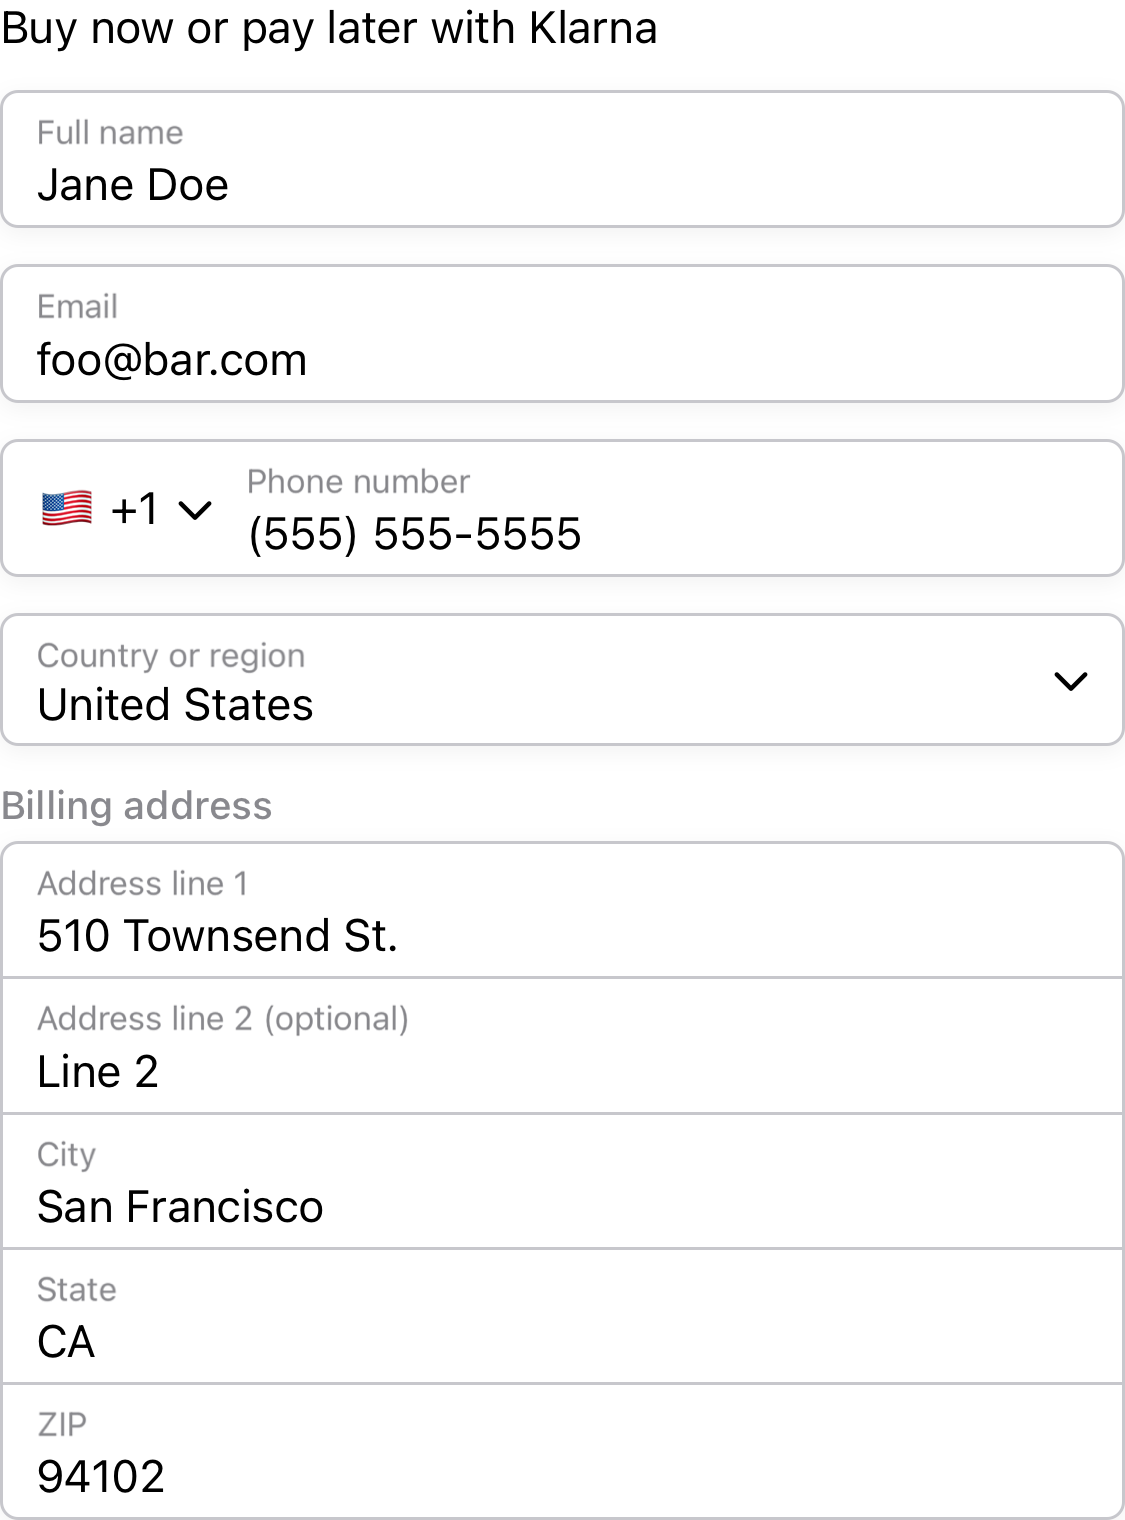 Buy now or pay later with Klarna
Full name
Jane Doe
Email
foo@bar.com
Phone number
+1
(555) 555-5555
Country or region
United States
Billing address
Address line 1
510 Townsend St.
Address line 2 (optional)
Line 2
City
San Francisco
State
CA
ZIP
94102